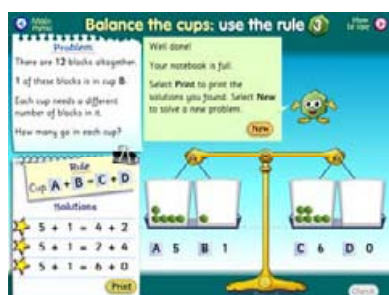 Main menu
Balance the cups: use the rule 3
How to use
Problem
There are 12 blocks altogether.
1 of these blocks is in cup B.
Each cup needs a different
number of blocks in it.
How many go in each cup?
Well done!
Your notebook is full.
Select Print to print the
solutions you found. Select New
to solve a new problem.
New
Rule
Cup A + B = C + D
Solutions
5 + 1 = 4 + 2
5 + 1 = 2 + 4
5 + 1 = 6 + 0
Print
A 5 B 1 C 6 D 0
Check